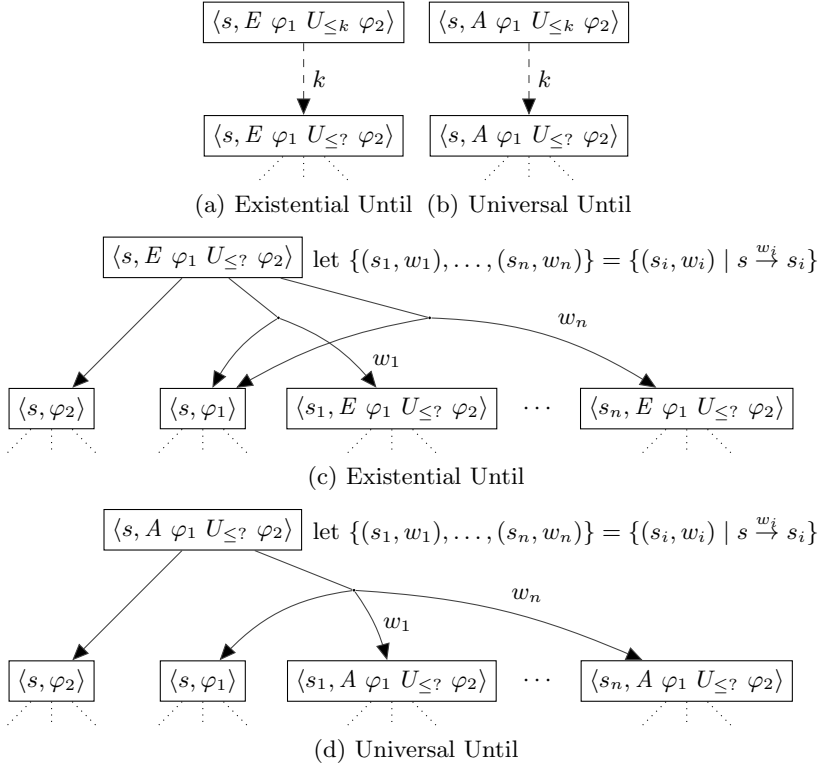 ⟨s, E φ₁ U≤k φ₂⟩ ⟨s, A φ₁ U≤k φ₂⟩
k k
⟨s, E φ₁ U≤? φ₂⟩ ⟨s, A φ₁ U≤? φ₂⟩
(a) Existential Until (b) Universal Until
⟨s, E φ₁ U≤? φ₂⟩ let {(s₁, w₁), . . . , (sₙ, wₙ)} = {(sᵢ, wᵢ) | s →^{wᵢ} sᵢ}
wₙ
w₁
⟨s, φ₂⟩ ⟨s, φ₁⟩ ⟨s₁, E φ₁ U≤? φ₂⟩ · · · ⟨sₙ, E φ₁ U≤? φ₂⟩
(c) Existential Until
⟨s, A φ₁ U≤? φ₂⟩ let {(s₁, w₁), . . . , (sₙ, wₙ)} = {(sᵢ, wᵢ) | s →^{wᵢ} sᵢ}
wₙ
w₁
⟨s, φ₂⟩ ⟨s, φ₁⟩ ⟨s₁, A φ₁ U≤? φ₂⟩ · · · ⟨sₙ, A φ₁ U≤? φ₂⟩
(d) Universal Until